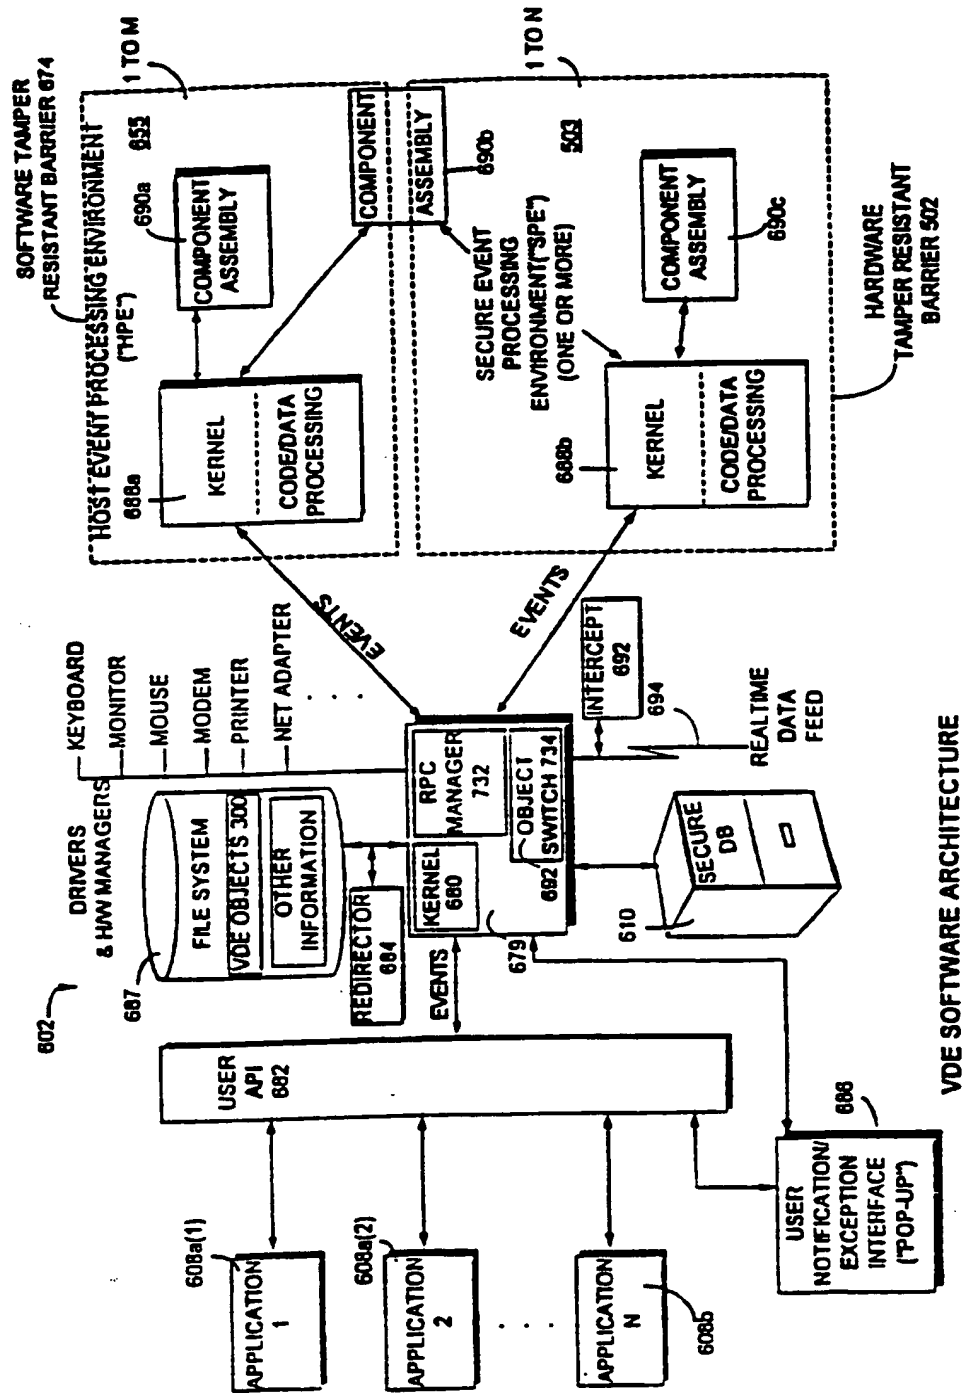 602
DRIVERS
& H/W MANAGERS
KEYBOARD
MONITOR
MOUSE
MODEM
PRINTER
NET ADAPTER
SOFTWARE TAMPER
RESISTANT BARRIER 674
HOST EVENT PROCESSING ENVIRONMENT
("HPE")
655
1 TO M
690a
COMPONENT
ASSEMBLY
688a
KERNEL
CODE/DATA
PROCESSING
COMPONENT
ASSEMBLY
690b
687
FILE SYSTEM
VDE OBJECTS 300
OTHER
INFORMATION
REDIRECTOR
684
EVENTS
EVENTS
EVENTS
USER
API
682
KERNEL
680
RPC
MANAGER
732
692
OBJECT
SWITCH 734
679
INTERCEPT
692
694
REALTIME
DATA
FEED
610
SECURE
DB
SECURE EVENT
PROCESSING
ENVIRONMENT("SPE")
(ONE OR MORE)
503
1 TO N
688b
KERNEL
CODE/DATA
PROCESSING
COMPONENT
ASSEMBLY
690c
HARDWARE
TAMPER RESISTANT
BARRIER 502
608a(1)
APPLICATION
1
608a(2)
APPLICATION
2
APPLICATION
N
608b
686
USER
NOTIFICATION/
EXCEPTION
INTERFACE
("POP-UP")
VDE SOFTWARE ARCHITECTURE